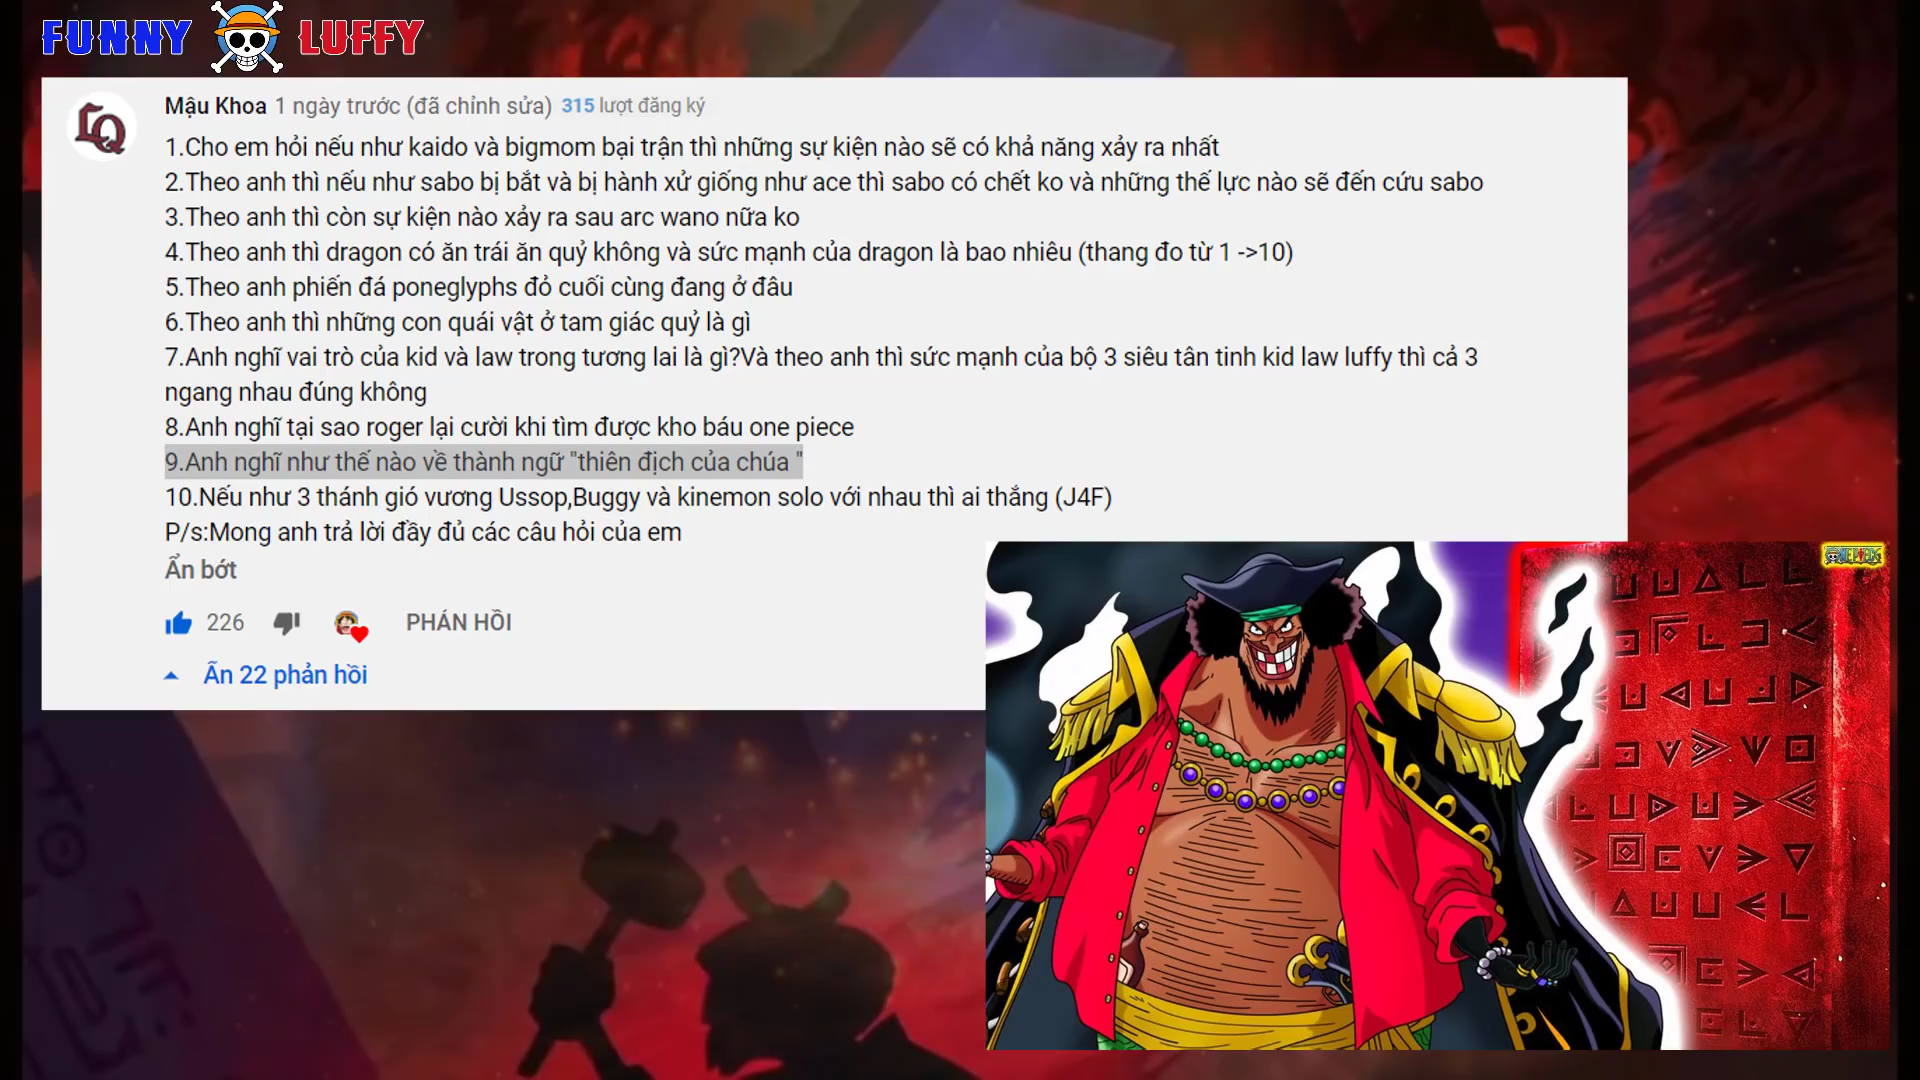 FUNNY LUFFY
Mậu Khoa 1 ngày trước (đã chỉnh sửa) 315 lượt đăng ký
1.Cho em hỏi nếu như kaido và bigmom bại trận thì những sự kiện nào sẽ có khả năng xảy ra nhất
2.Theo anh thì nếu như sabo bị bắt và bị hành xử giống như ace thì sabo có chết ko và những thế lực nào sẽ đến cứu sabo
3.Theo anh thì còn sự kiện nào xảy ra sau arc wano nữa ko
4.Theo anh thì dragon có ăn trái ăn quỷ không và sức mạnh của dragon là bao nhiêu (thang đo từ 1 ->10)
5.Theo anh phiến đá poneglyphs đỏ cuối cùng đang ở đâu
6.Theo anh thì những con quái vật ở tam giác quỷ là gì
7.Anh nghĩ vai trò của kid và law trong tương lai là gì?Và theo anh thì sức mạnh của bộ 3 siêu tân tinh kid law luffy thì cả 3
ngang nhau đúng không
8.Anh nghĩ tại sao roger lại cười khi tìm được kho báu one piece
9.Anh nghĩ như thế nào về thành ngữ "thiên địch của chúa "
10.Nếu như 3 thánh gió vương Ussop,Buggy và kinemon solo với nhau thì ai thắng (J4F)
P/s:Mong anh trả lời đầy đủ các câu hỏi của em
Ẩn bớt
226 PHẢN HỒI
Ẩn 22 phản hồi
ONE PIECE